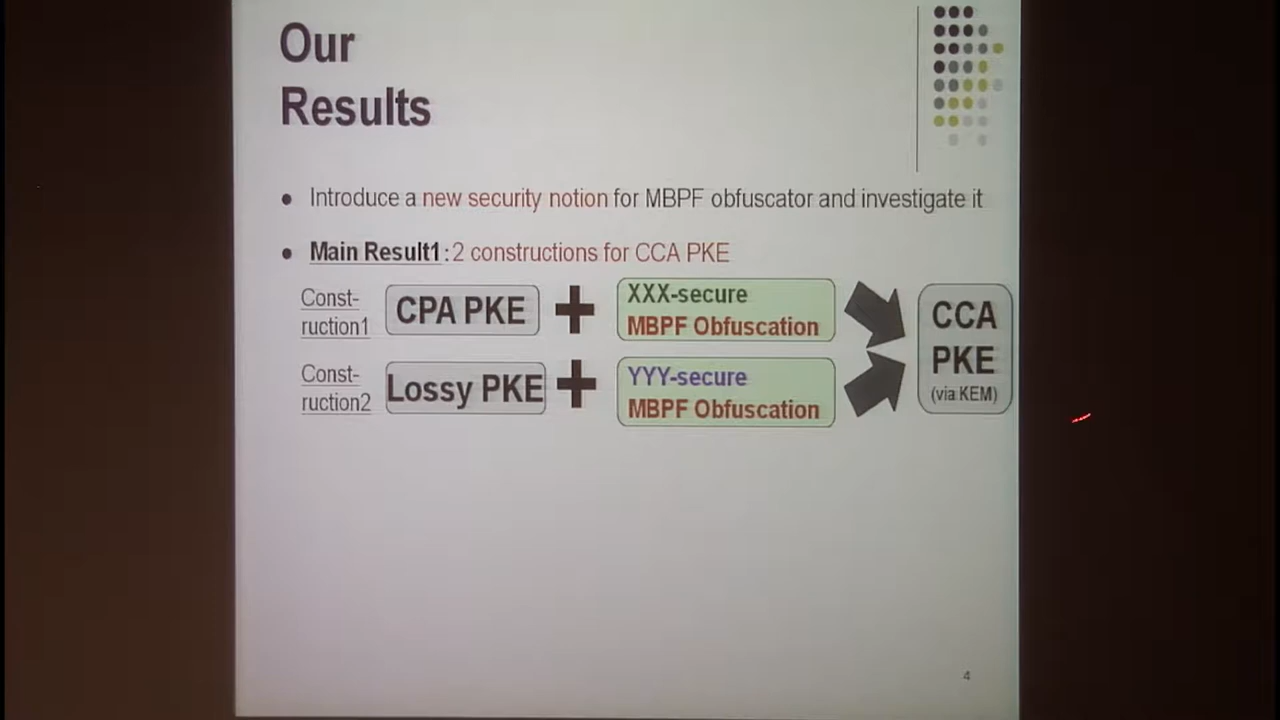 Our
Results
• Introduce a new security notion for MBPF obfuscator and investigate it
• Main Result1 : 2 constructions for CCA PKE
Const-
ruction1
CPA PKE
+
XXX-secure
MBPF Obfuscation
Const-
ruction2
Lossy PKE
+
YYY-secure
MBPF Obfuscation
CCA
PKE
(via KEM)
4